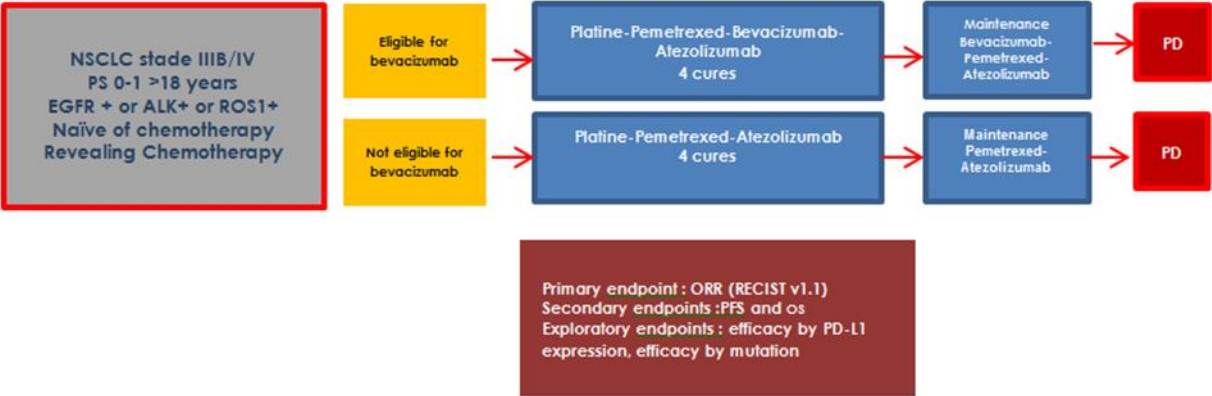 NSCLC stade IIIB/IV
PS 0-1 >18 years
EGFR + or ALK+ or ROS1+
Naïve of chemotherapy
Revealing Chemotherapy
Eligible for
bevacizumab
Platine-Pemetrexed-Bevacizumab-
Atezolizumab
4 cures
Maintenance
Bevacizumab-
Pemetrexed-
Atezolizumab
PD
Not eligible for
bevacizumab
Platine-Pemetrexed-Atezolizumab
4 cures
Maintenance
Pemetrexed-
Atezolizumab
PD
Primary endpoint : ORR (RECIST v1.1)
Secondary endpoints :PFS and os
Exploratory endpoints : efficacy by PD-L1
expression, efficacy by mutation